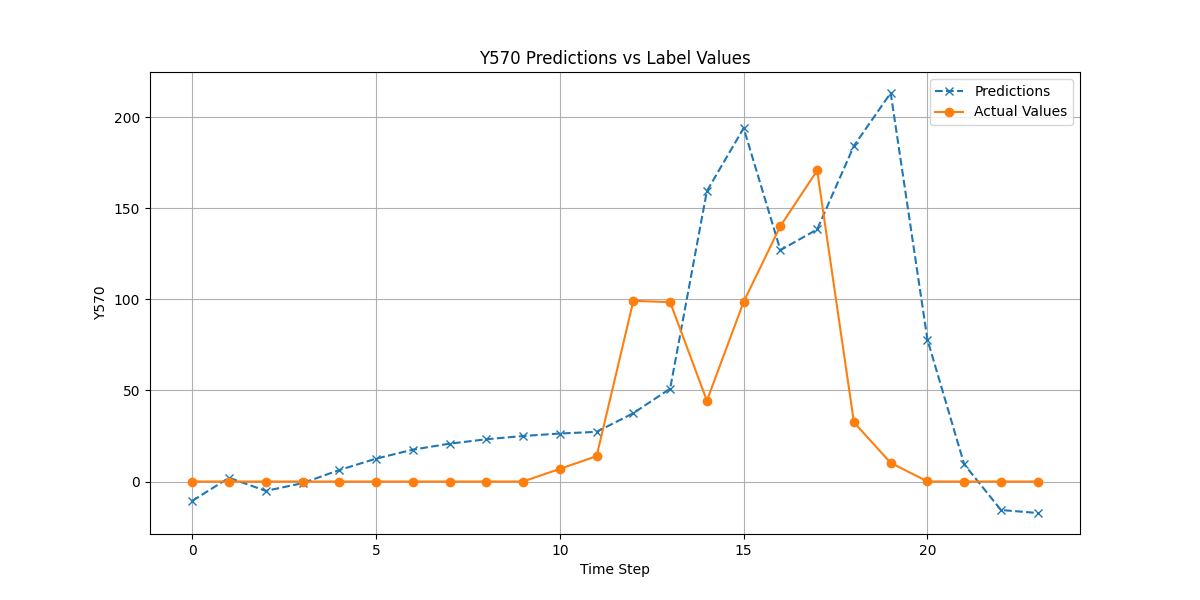 Y570 Predictions vs Label Values
Predictions
Actual Values
Y570
200
150
100
50
0
0 5 10 15 20
Time Step